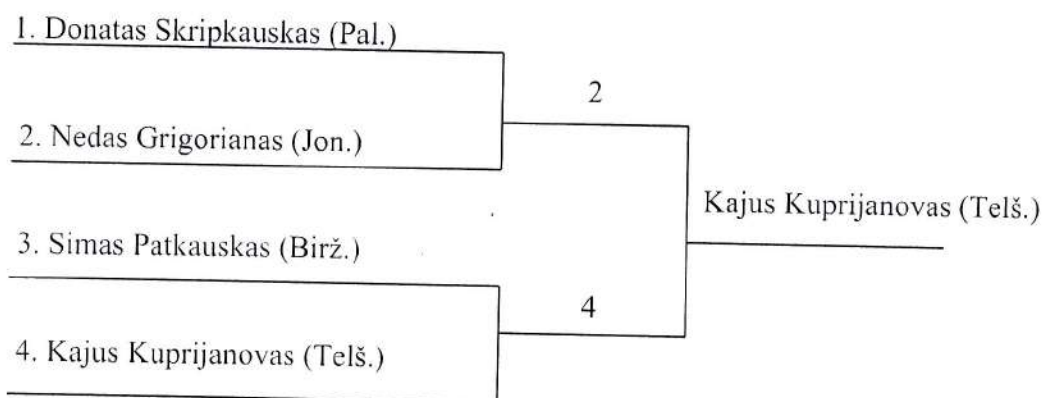 1. Donatas Skripkauskas (Pal.)
2
2. Nedas Grigorianas (Jon.)
Kajus Kuprijanovas (Telš.)
3. Simas Patkauskas (Birž.)
4
4. Kajus Kuprijanovas (Telš.)